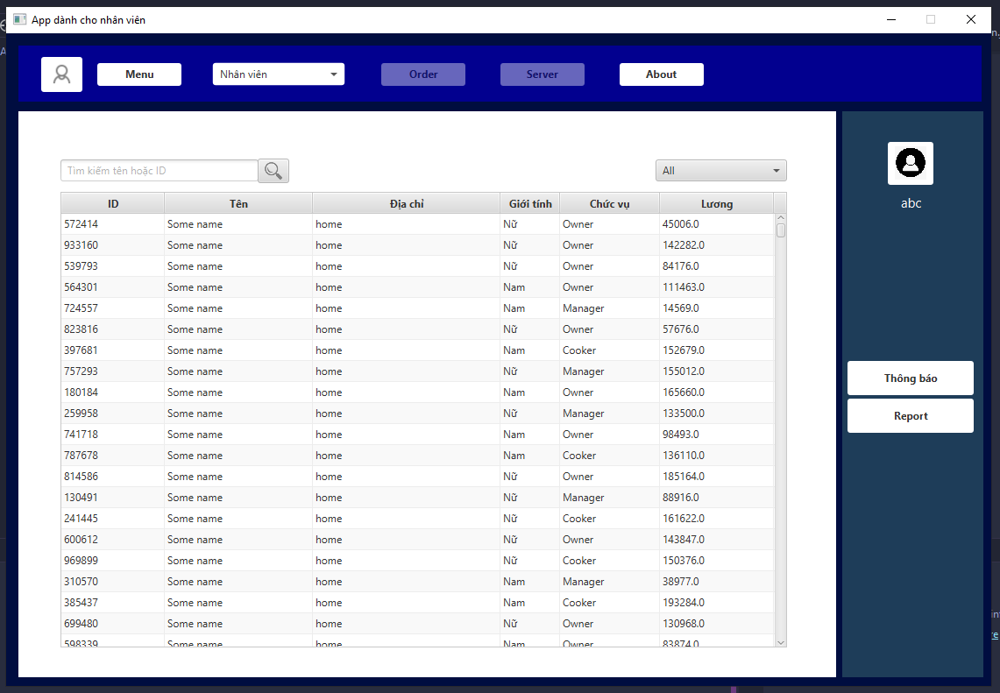 App dành cho nhân viên
Menu Nhân viên Order Server About
Tìm kiếm tên hoặc ID All
abc
ID Tên Địa chỉ Giới tính Chức vụ Lương
572414 Some name home Nữ Owner 45006.0
933160 Some name home Nữ Owner 142282.0
539793 Some name home Nữ Owner 84176.0
564301 Some name home Nam Owner 111463.0
724557 Some name home Nam Manager 14569.0
823816 Some name home Nữ Owner 57676.0
397681 Some name home Nam Cooker 152679.0
757293 Some name home Nữ Manager 155012.0
180184 Some name home Nam Owner 165660.0
259958 Some name home Nữ Manager 133500.0
741718 Some name home Nam Owner 98493.0
787678 Some name home Nam Cooker 136110.0
814586 Some name home Nữ Owner 185164.0
130491 Some name home Nữ Manager 88916.0
241445 Some name home Nữ Cooker 161622.0
600612 Some name home Nữ Owner 143847.0
969899 Some name home Nữ Cooker 150376.0
310570 Some name home Nam Manager 38977.0
385437 Some name home Nam Cooker 193284.0
699480 Some name home Nữ Owner 130968.0
598339 Some name home Nam Owner 83874.0
Thông báo
Report